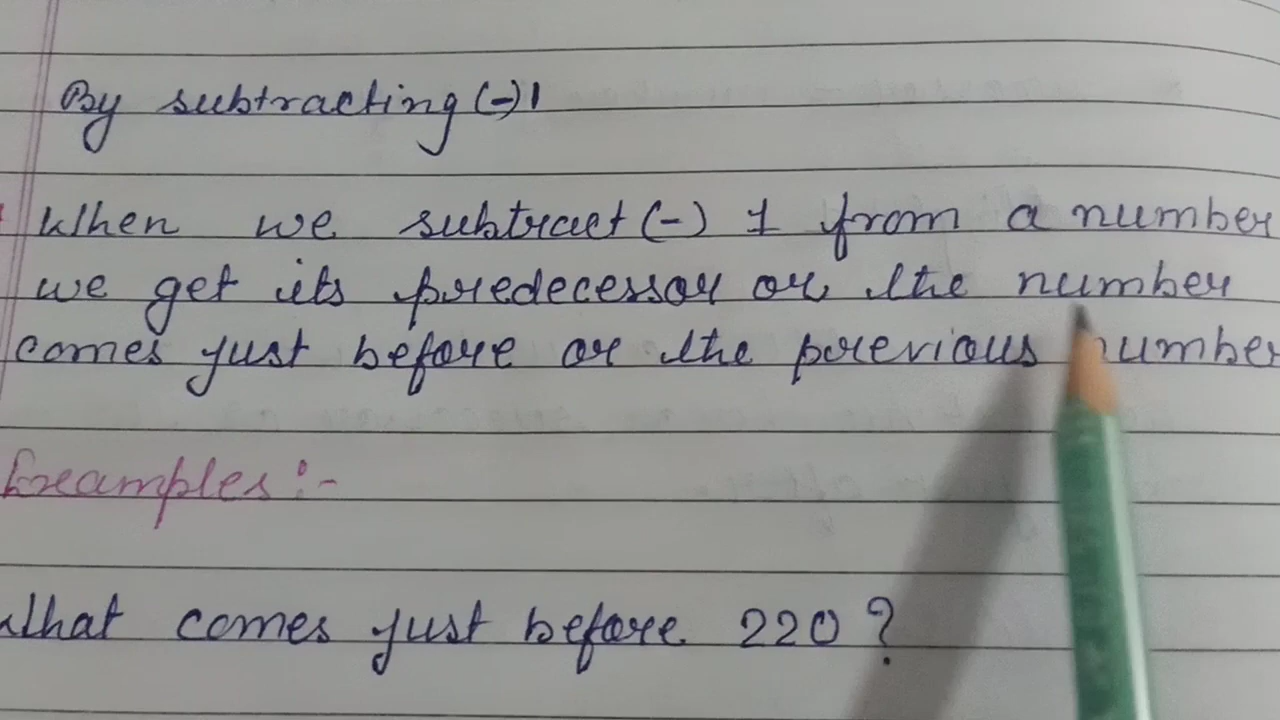 By subtracting (-) 1
When we subtract (-) 1 from a number
we get its predecessor or the number
comes just before or the previous number
Examples :-
What comes just before 220 ?